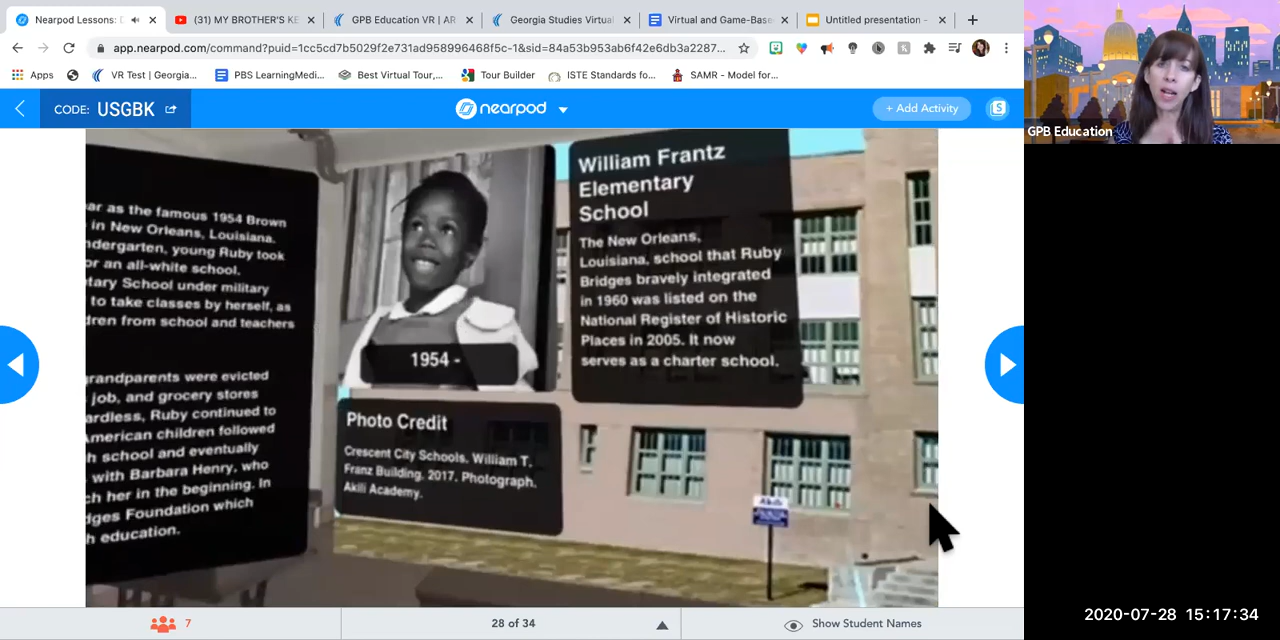 Nearpod Lessons: D
(31) MY BROTHER'S KE
GPB Education VR | AR
Georgia Studies Virtual
Virtual and Game-Base
Untitled presentation -
app.nearpod.com/command?puid=1cc5cd7b5029f2e731ad968996468f5c-1&sid=84a53b953ab6f42e6db3a2287...
Apps
VR Test | Georgia...
PBS LearningMedi...
Best Virtual Tour,...
Tour Builder
ISTE Standards fo...
SAMR - Model for...
CODE: USGBK
nearpod
+ Add Activity
S
GPB Education
ar as the famous 1954 Brown
in New Orleans, Louisiana.
ndergarten, young Ruby took
or an all-white school.
tary School under military
to take classes by herself, as
dren from school and teachers
grandparents were evicted
job, and grocery stores
ardless, Ruby continued to
American children followed
h school and eventually
with Barbara Henry, who
ch her in the beginning. In
dges Foundation which
h education.
1954 -
Photo Credit
Crescent City Schools. William T.
Franz Building. 2017. Photograph.
Akili Academy.
William Frantz
Elementary
School
The New Orleans,
Louisiana, school that Ruby
Bridges bravely integrated
in 1960 was listed on the
National Register of Historic
Places in 2005. It now
serves as a charter school.
7
28 of 34
Show Student Names
2020-07-28 15:17:34